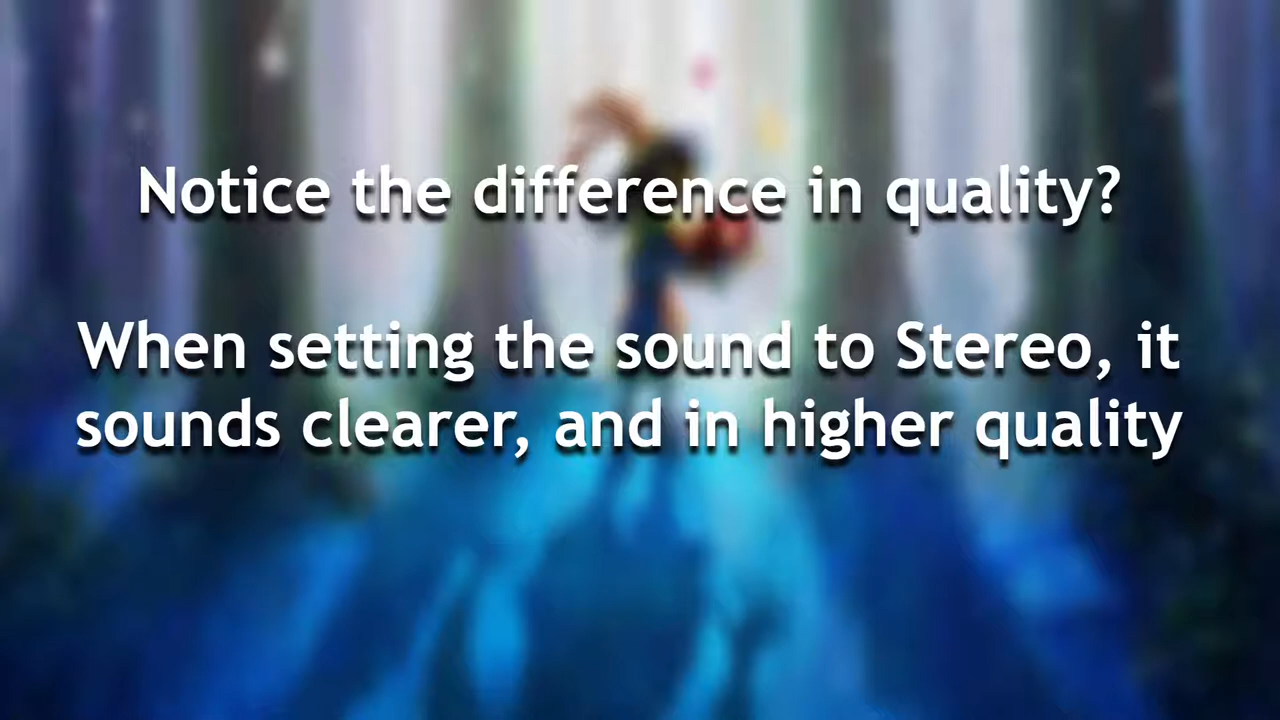 Notice the difference in quality?
When setting the sound to Stereo, it
sounds clearer, and in higher quality